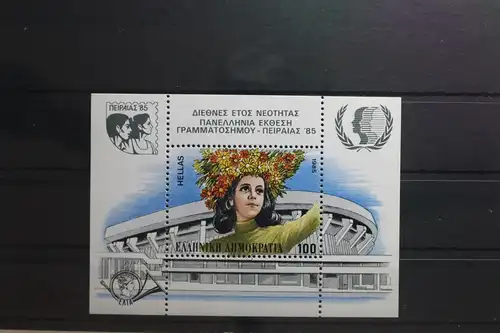 ΠΕΙΡΑΙΑΣ '85
ΔΙΕΘΝΕΣ ΕΤΟΣ ΝΕΟΤΗΤΑΣ
ΠΑΝΕΛΛΗΝΙΑ ΕΚΘΕΣΗ
ΓΡΑΜΜΑΤΟΣΗΜΟΥ - ΠΕΙΡΑΙΑΣ '85
HELLAS
1985
ΕΛΛΗΝΙΚΗ ΔΗΜΟΚΡΑΤΙΑ 100
ΕΛΤΑ